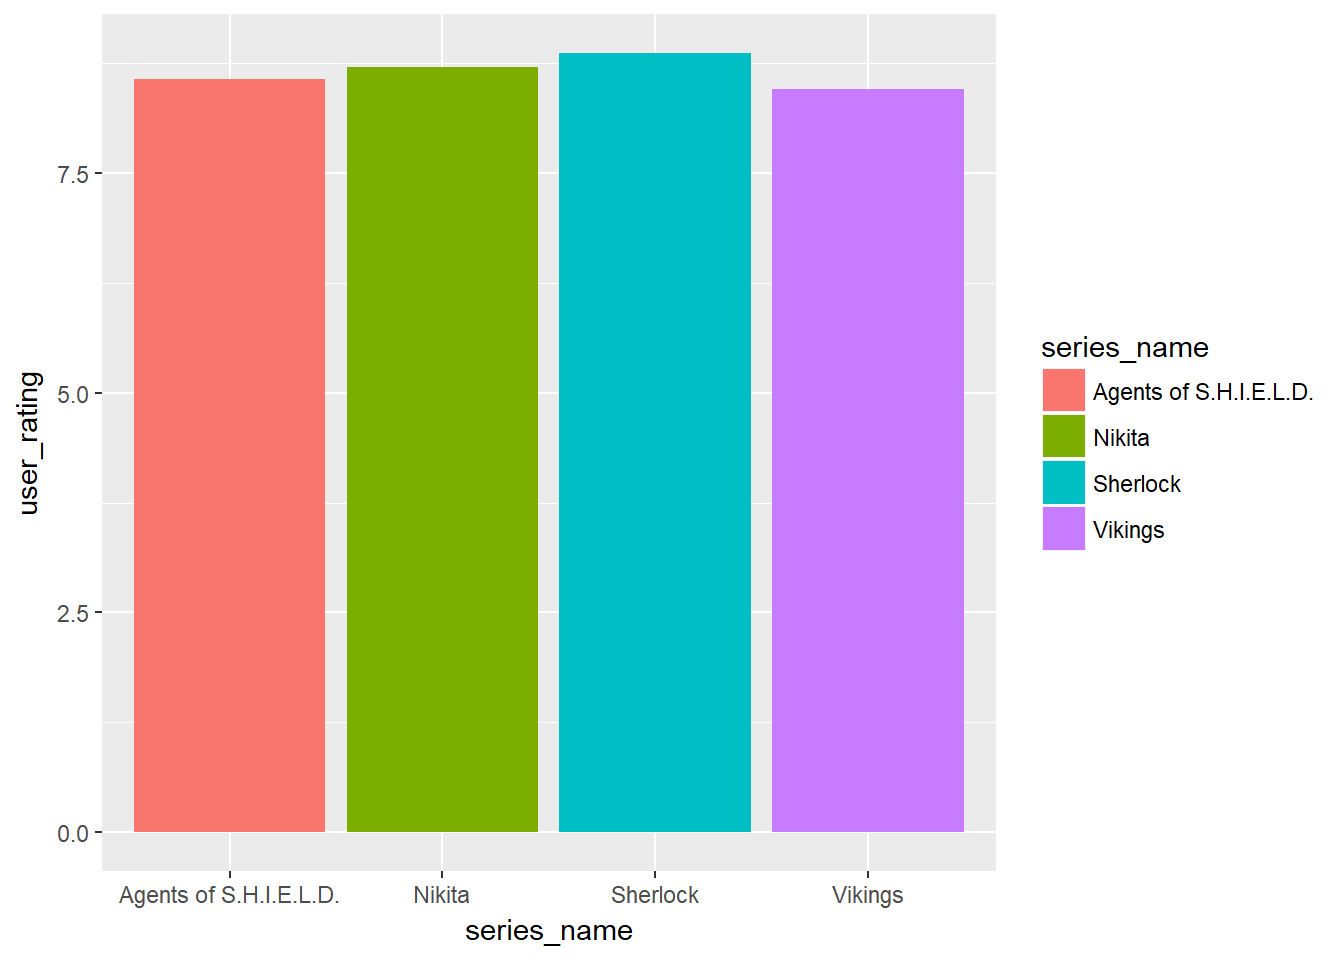 user_rating
7.5
5.0
2.5
0.0
Agents of S.H.I.E.L.D.
Nikita
Sherlock
Vikings
series_name
series_name
Agents of S.H.I.E.L.D.
Nikita
Sherlock
Vikings